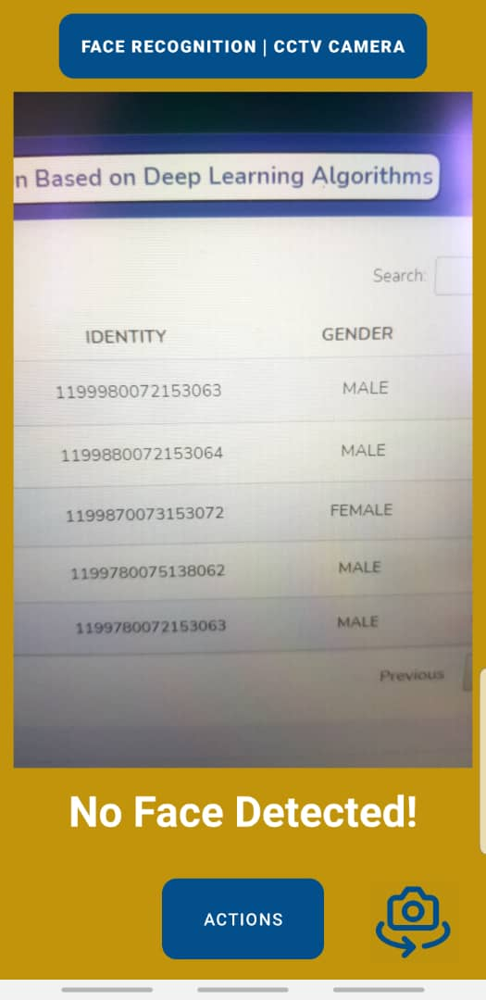 FACE RECOGNITION | CCTV CAMERA
n Based on Deep Learning Algorithms
Search:
IDENTITY GENDER
1199980072153063 MALE
1199880072153064 MALE
1199870073153072 FEMALE
1199780075138062 MALE
1199780072153063 MALE
Previous
No Face Detected!
ACTIONS